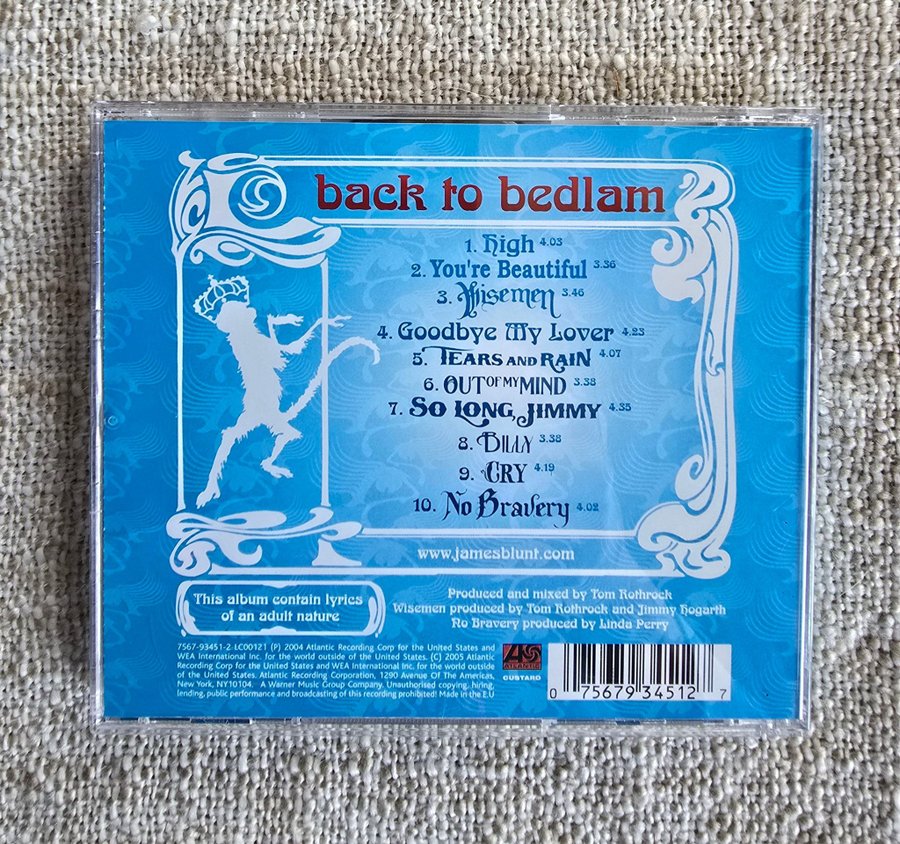 back to bedlam
1. High 4.03
2. You're Beautiful 3.36
3. Wisemen 3.46
4. Goodbye My Lover 4.23
5. TEARS AND RAIN 4.07
6. OUT OF MY MIND 3.38
7. SO LONG, JIMMY 4.35
8. BILLY 3.38
9. CRY 4.19
10. No Bravery 4.02
www.jamesblunt.com
This album contain lyrics
of an adult nature
Produced and mixed by Tom Rothrock
Wisemen produced by Tom Rothrock and Jimmy Hogarth
No Bravery produced by Linda Perry
7567-93451-2 LC00121 (P) 2004 Atlantic Recording Corp for the United States and
WEA International Inc. for the world outside of the United States. (C) 2005 Atlantic
Recording Corp for the United States and WEA International Inc. for the world outside
of the United States. Atlantic Recording Corporation, 1290 Avenue Of The Americas,
New York, NY10104. A Warner Music Group Company. Unauthorised copying, hiring,
lending, public performance and broadcasting of this recording prohibited! Made in the E.U
ATLANTIC
CUSTARD
0 75679 34512 7